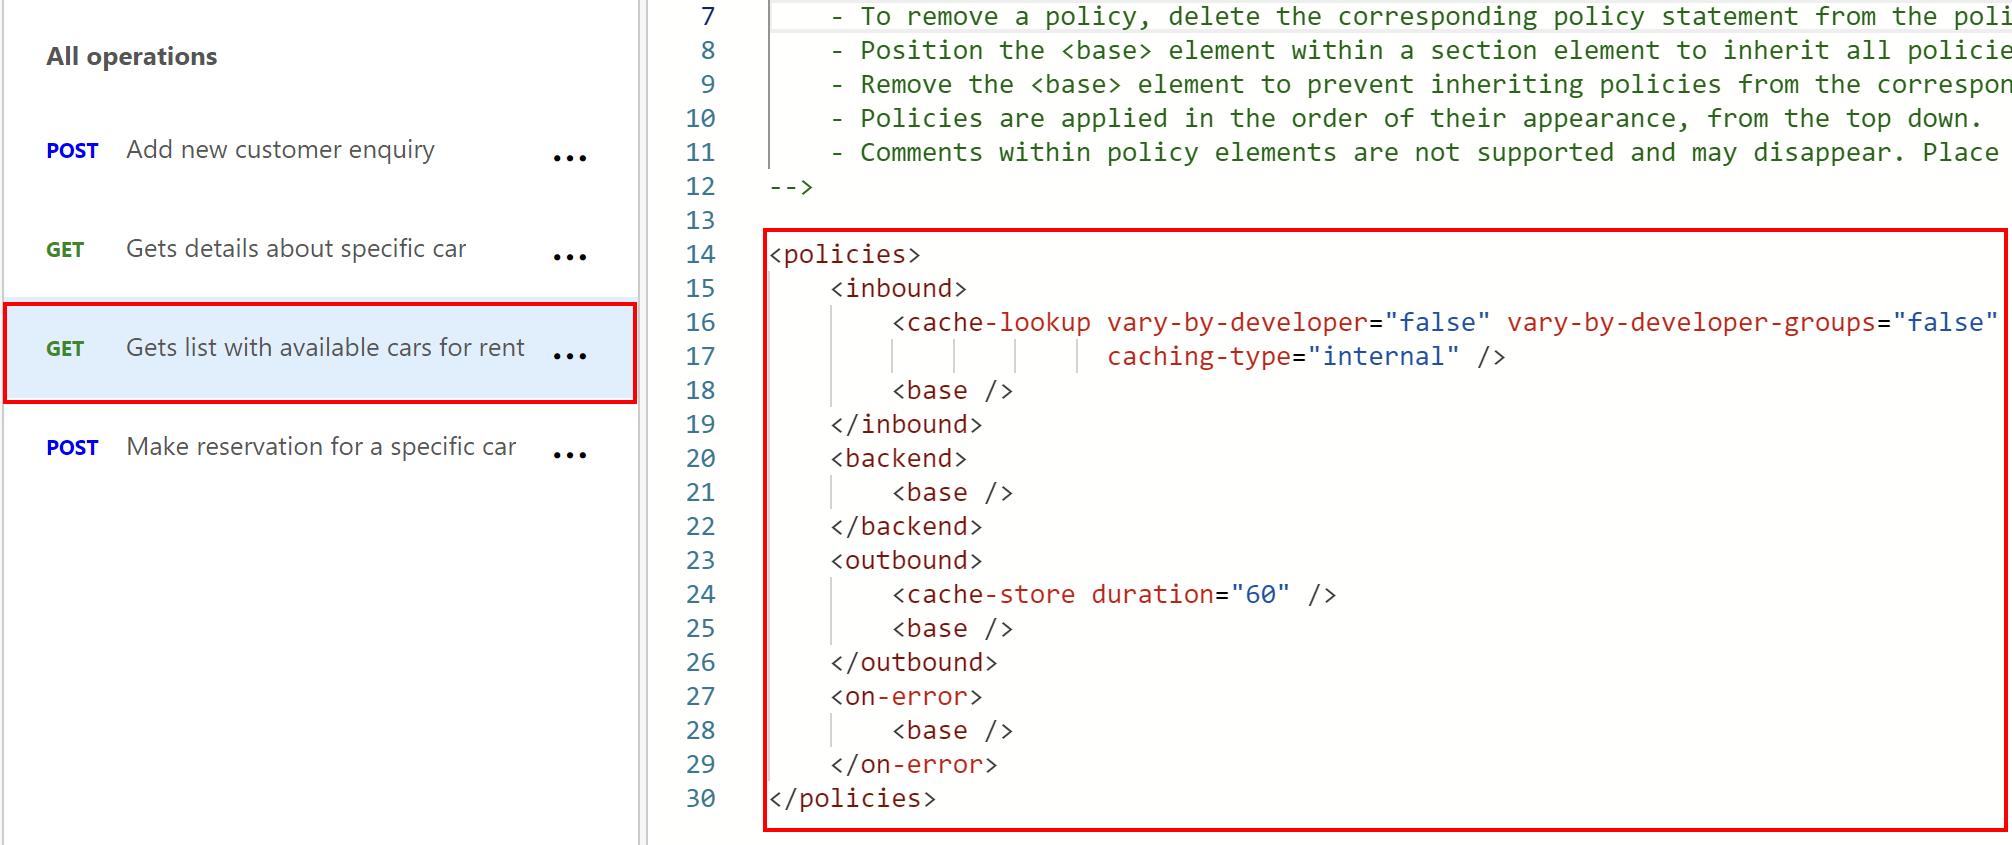 All operations
POST Add new customer enquiry ...
GET Gets details about specific car ...
GET Gets list with available cars for rent ...
POST Make reservation for a specific car ...
7 - To remove a policy, delete the corresponding policy statement from the
8 - Position the <base> element within a section element to inherit all
9 - Remove the <base> element to prevent inheriting policies from the
10 - Policies are applied in the order of their appearance, from the top down.
11 - Comments within policy elements are not supported and may disappear. Place
12 -->
13
14 <policies>
15 <inbound>
16 <cache-lookup vary-by-developer="false" vary-by-developer-groups="false"
17 caching-type="internal" />
18 <base />
19 </inbound>
20 <backend>
21 <base />
22 </backend>
23 <outbound>
24 <cache-store duration="60" />
25 <base />
26 </outbound>
27 <on-error>
28 <base />
29 </on-error>
30 </policies>